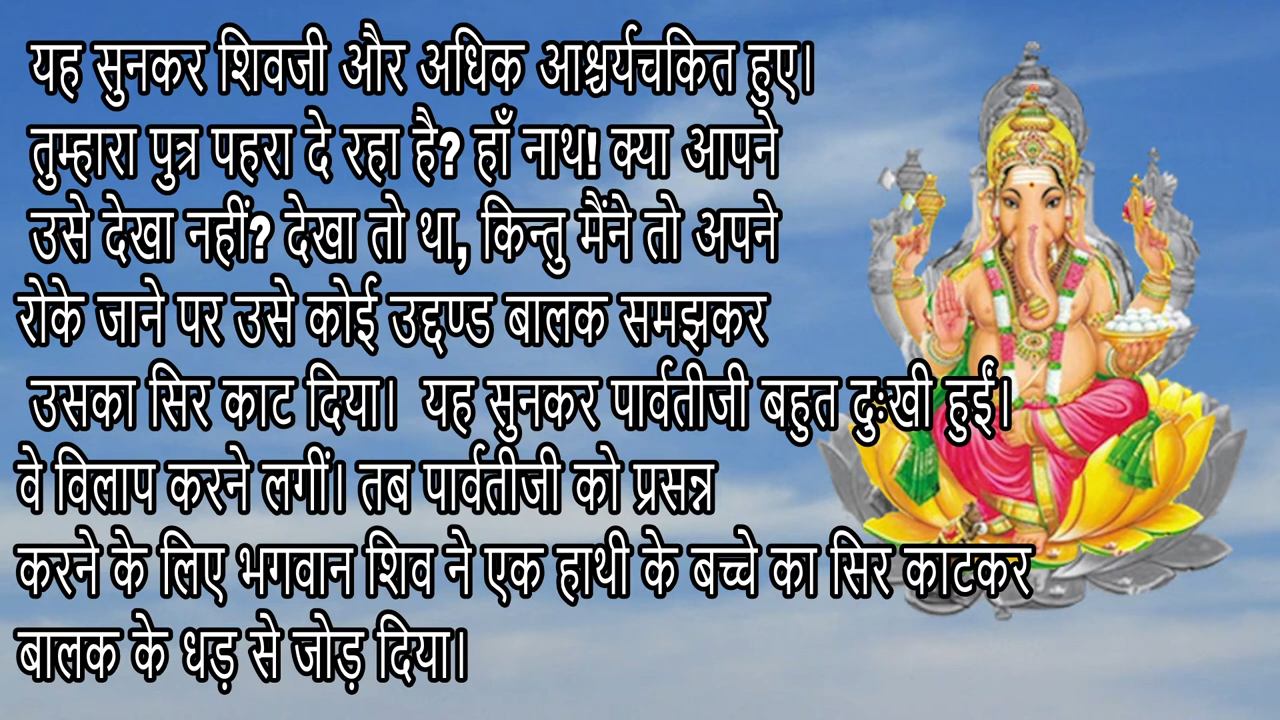 यह सुनकर शिवजी और अधिक आश्चर्यचकित हुए।
तुम्हारा पुत्र पहरा दे रहा है? हाँ नाथ! क्या आपने
उसे देखा नहीं? देखा तो था, किन्तु मैंने तो अपने
रोके जाने पर उसे कोई उद्दण्ड बालक समझकर
उसका सिर काट दिया। यह सुनकर पार्वतीजी बहुत दुःखी हुईं।
वे विलाप करने लगीं। तब पार्वतीजी को प्रसन्न
करने के लिए भगवान शिव ने एक हाथी के बच्चे का सिर काटकर
बालक के धड़ से जोड़ दिया।